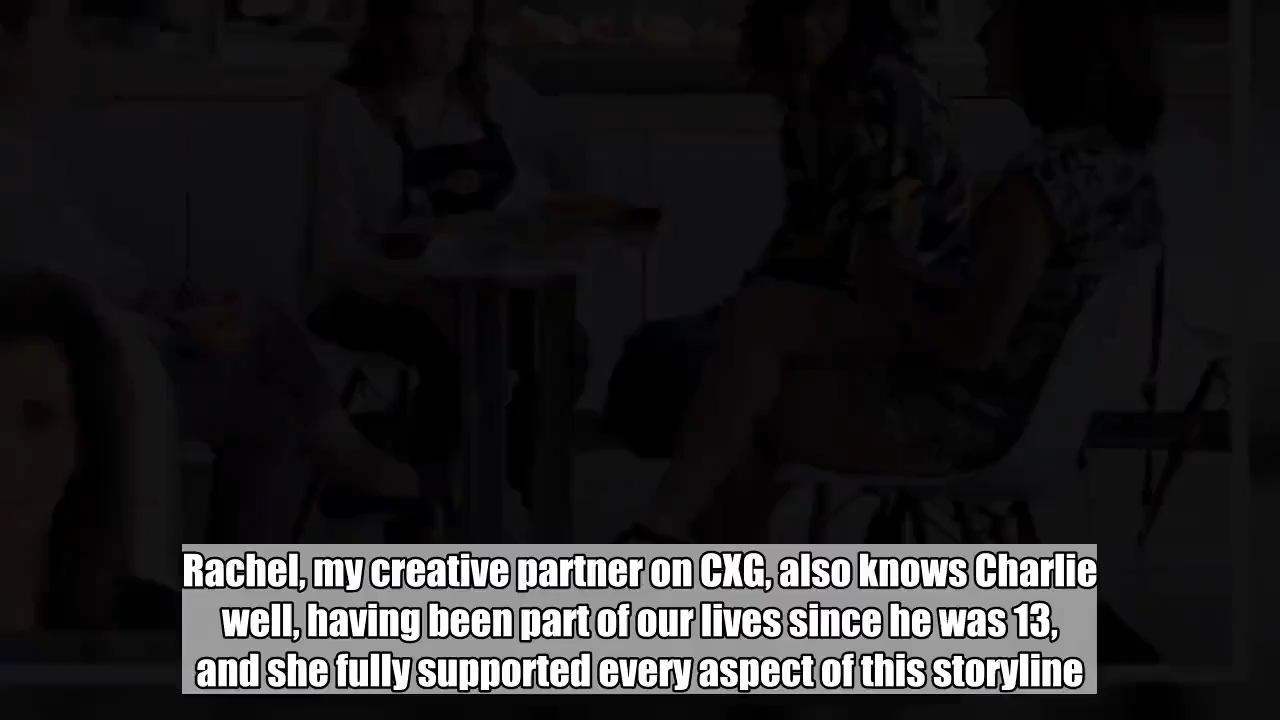 Rachel, my creative partner on CXG, also knows Charlie
well, having been part of our lives since he was 13,
and she fully supported every aspect of this storyline